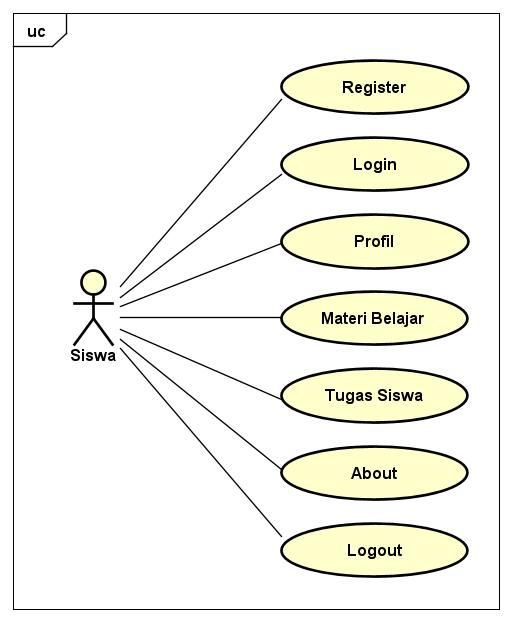 uc
Register
Login
Profil
Materi Belajar
Siswa
Tugas Siswa
About
Logout